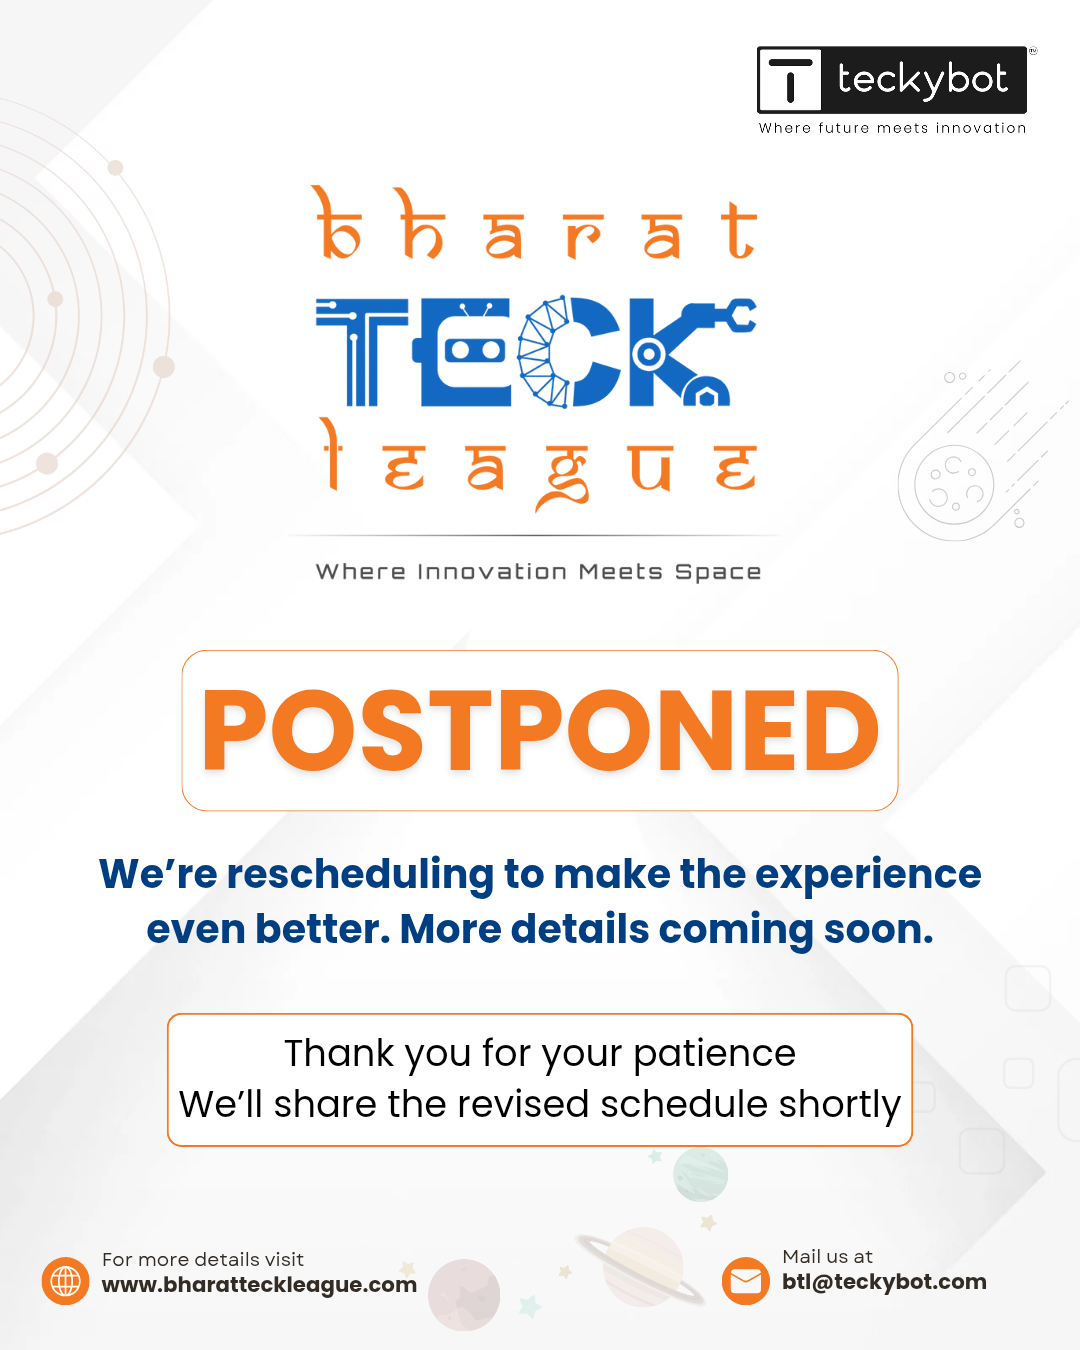 T teckybot TM
Where future meets innovation
bharat
TECK
league
Where Innovation Meets Space
POSTPONED
We’re rescheduling to make the experience
even better. More details coming soon.
Thank you for your patience
We’ll share the revised schedule shortly
For more details visit
www.bharatteckleague.com
Mail us at
btl@teckybot.com